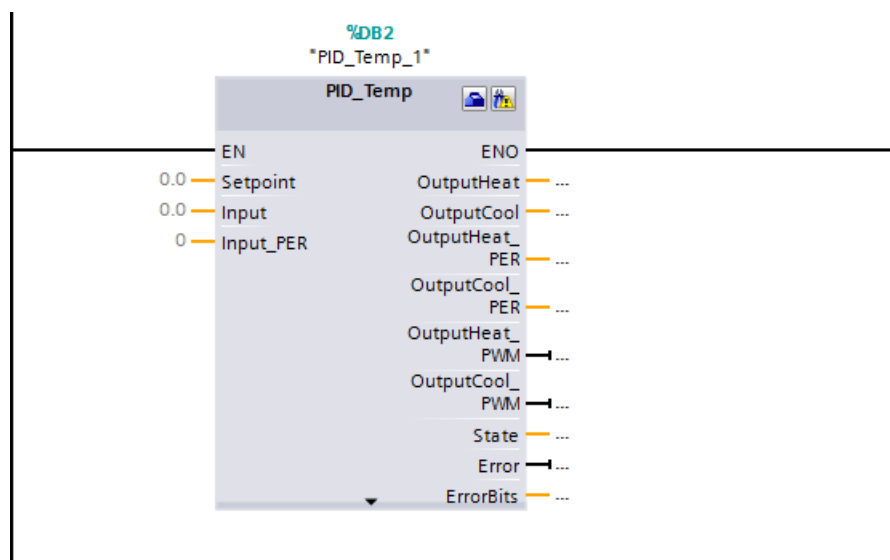 %DB2
"PID_Temp_1"
PID_Temp
EN ENO
0.0 Setpoint OutputHeat ...
0.0 Input OutputCool ...
0 Input_PER OutputHeat_
PER ...
OutputCool_
PER ...
OutputHeat_
PWM ...
OutputCool_
PWM ...
State ...
Error ...
ErrorBits ...